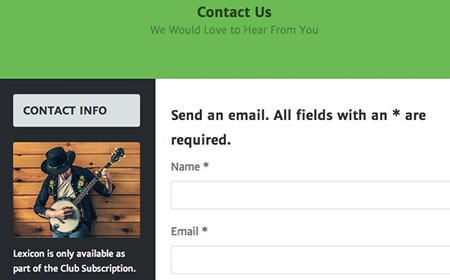 Contact Us
We Would Love to Hear From You
CONTACT INFO
Lexicon is only available as
part of the Club Subscription.
Send an email. All fields with an * are
required.
Name *
Email *